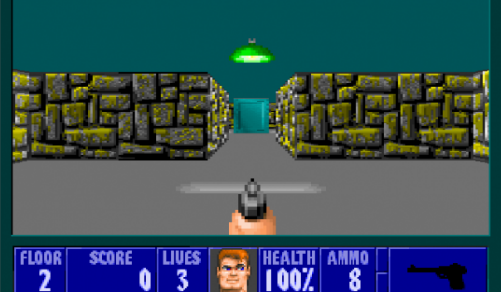 FLOOR SCORE LIVES HEALTH AMMO
2 0 3 100% 8